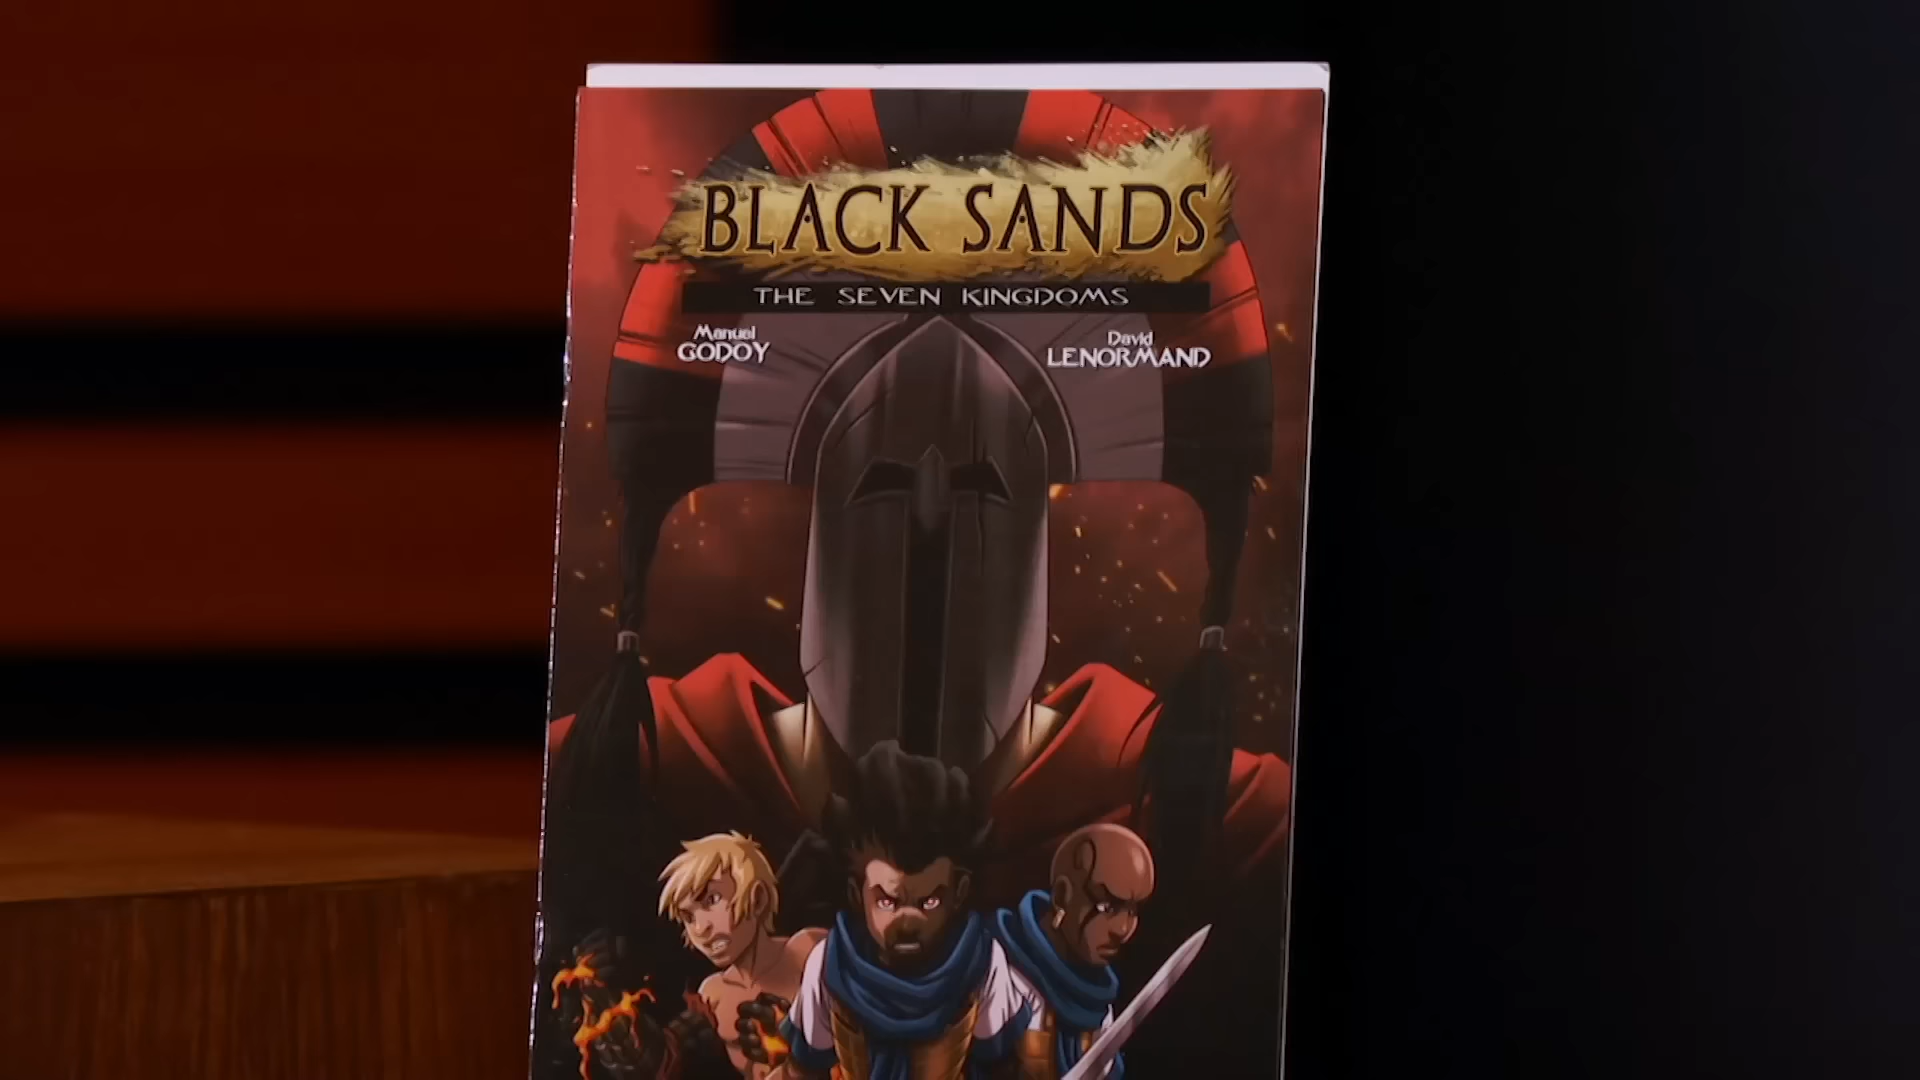 BLACK SANDS
THE SEVEN KINGDOMS
Manuel
GODOY
David
LENORMAND